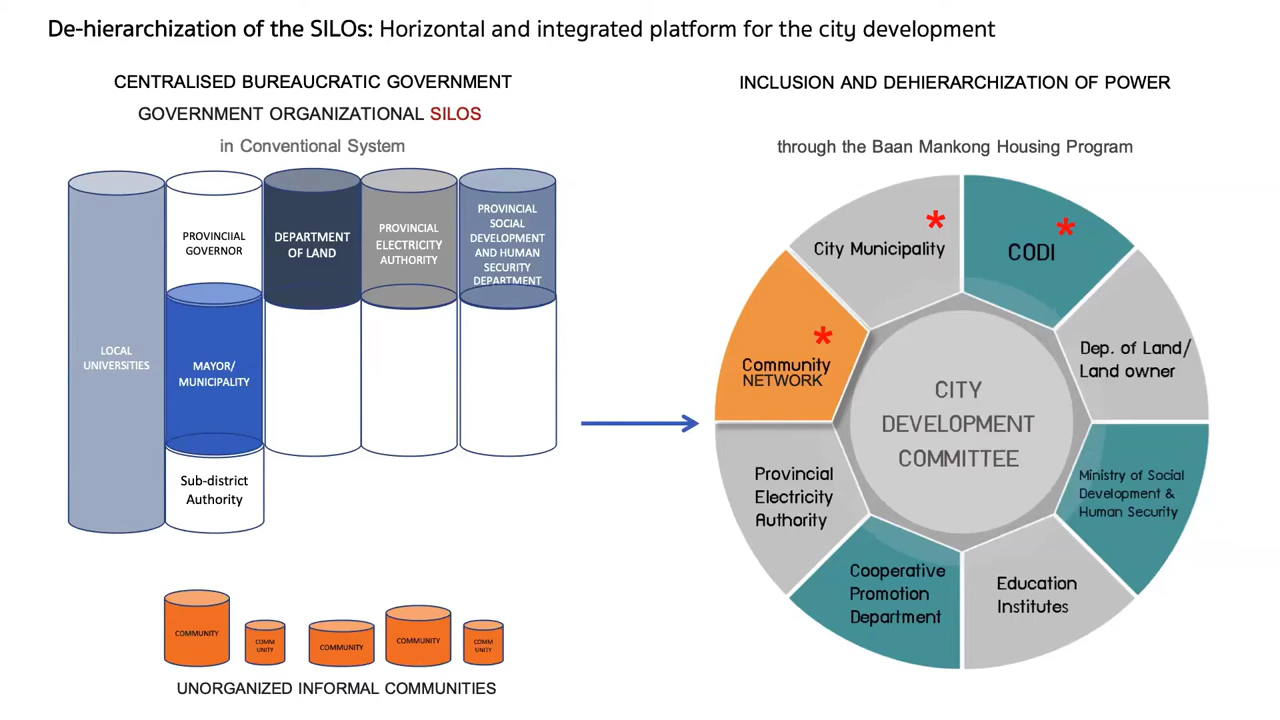 De-hierarchization of the SILOs: Horizontal and integrated platform for the city development
CENTRALISED BUREAUCRATIC GOVERNMENT
GOVERNMENT ORGANIZATIONAL SILOS
in Conventional System
LOCAL
UNIVERSITIES
PROVINCIIAL
GOVERNOR
MAYOR/
MUNICIPALITY
Sub-district
Authority
DEPARTMENT
OF LAND
PROVINCIAL
ELECTRICITY
AUTHORITY
PROVINCIAL
SOCIAL
DEVELOPMENT
AND HUMAN
SECURITY
DEPARTMENT
COMMUNITY
COMM
UNITY
COMMUNITY
COMMUNITY
COMM
UNITY
UNORGANIZED INFORMAL COMMUNITIES
INCLUSION AND DEHIERARCHIZATION OF POWER
through the Baan Mankong Housing Program
City Municipality
*
CODI
*
Dep. of Land/
Land owner
Ministry of Social
Development &
Human Security
Education
Institutes
Cooperative
Promotion
Department
Provincial
Electricity
Authority
Community
NETWORK
*
CITY
DEVELOPMENT
COMMITTEE